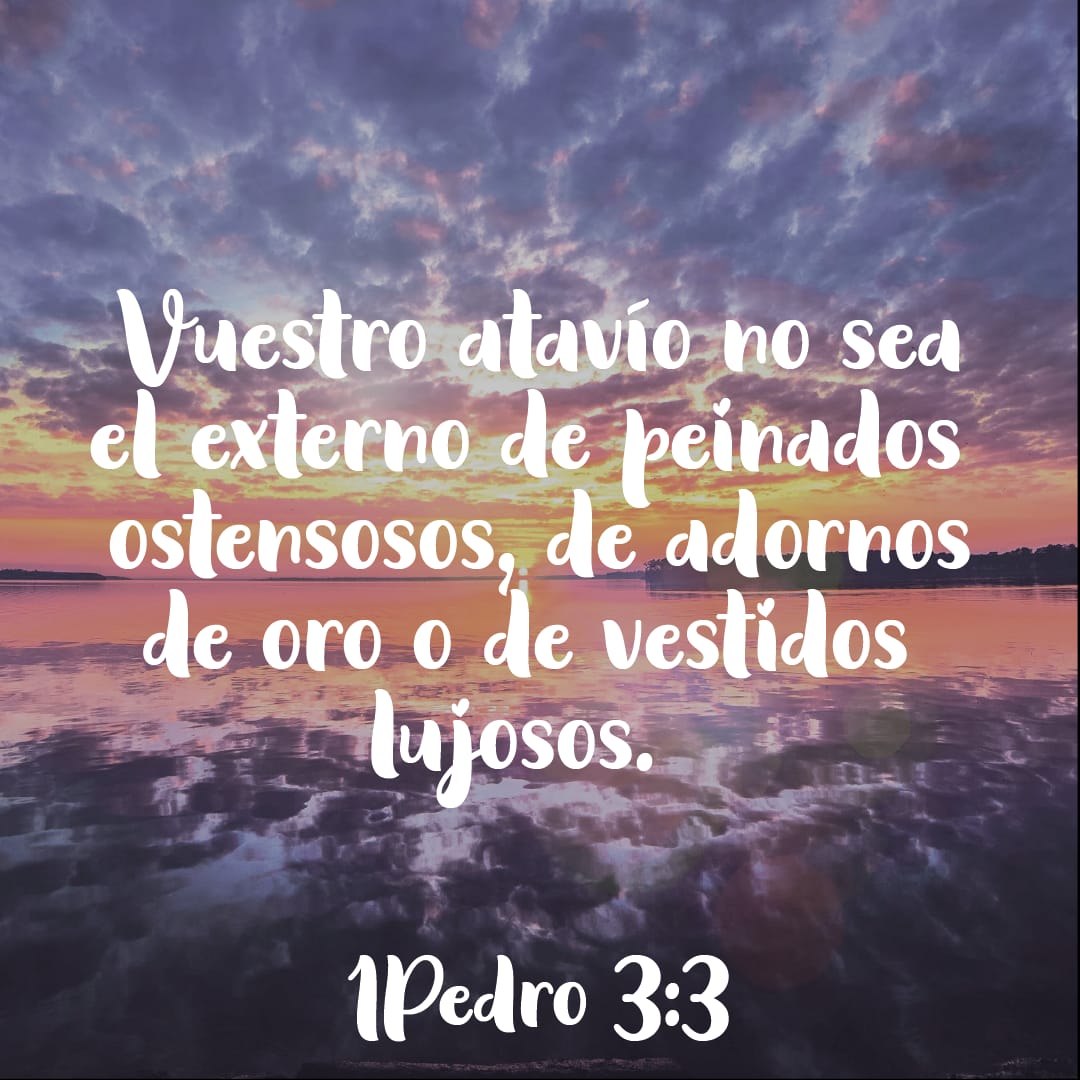 Vuestro atavío no sea
el externo de peinados
ostensosos, de adornos
de oro o de vestidos
lujosos.
1Pedro 3:3